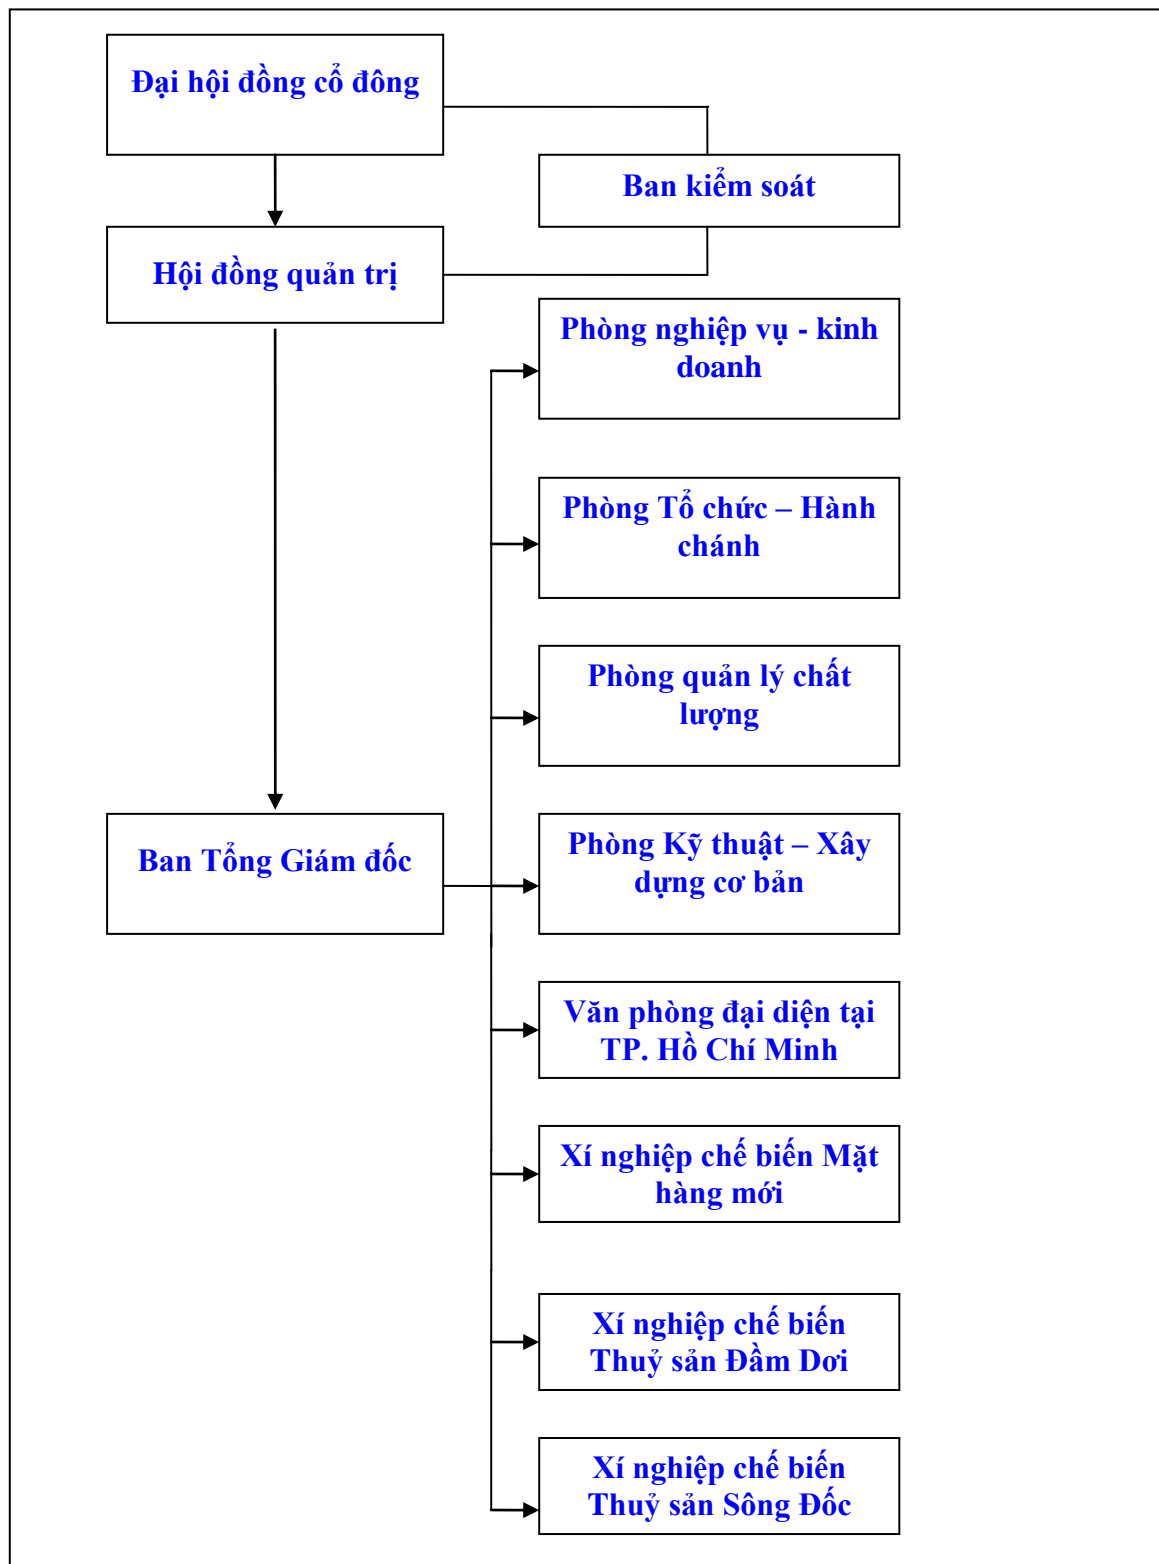 Đại hội đồng cổ đông
Ban kiểm soát
Hội đồng quản trị
Phòng nghiệp vụ - kinh
doanh
Phòng Tổ chức – Hành
chánh
Phòng quản lý chất
lượng
Ban Tổng Giám đốc
Phòng Kỹ thuật – Xây
dựng cơ bản
Văn phòng đại diện tại
TP. Hồ Chí Minh
Xí nghiệp chế biến Mặt
hàng mới
Xí nghiệp chế biến
Thuỷ sản Đầm Dơi
Xí nghiệp chế biến
Thuỷ sản Sông Đốc